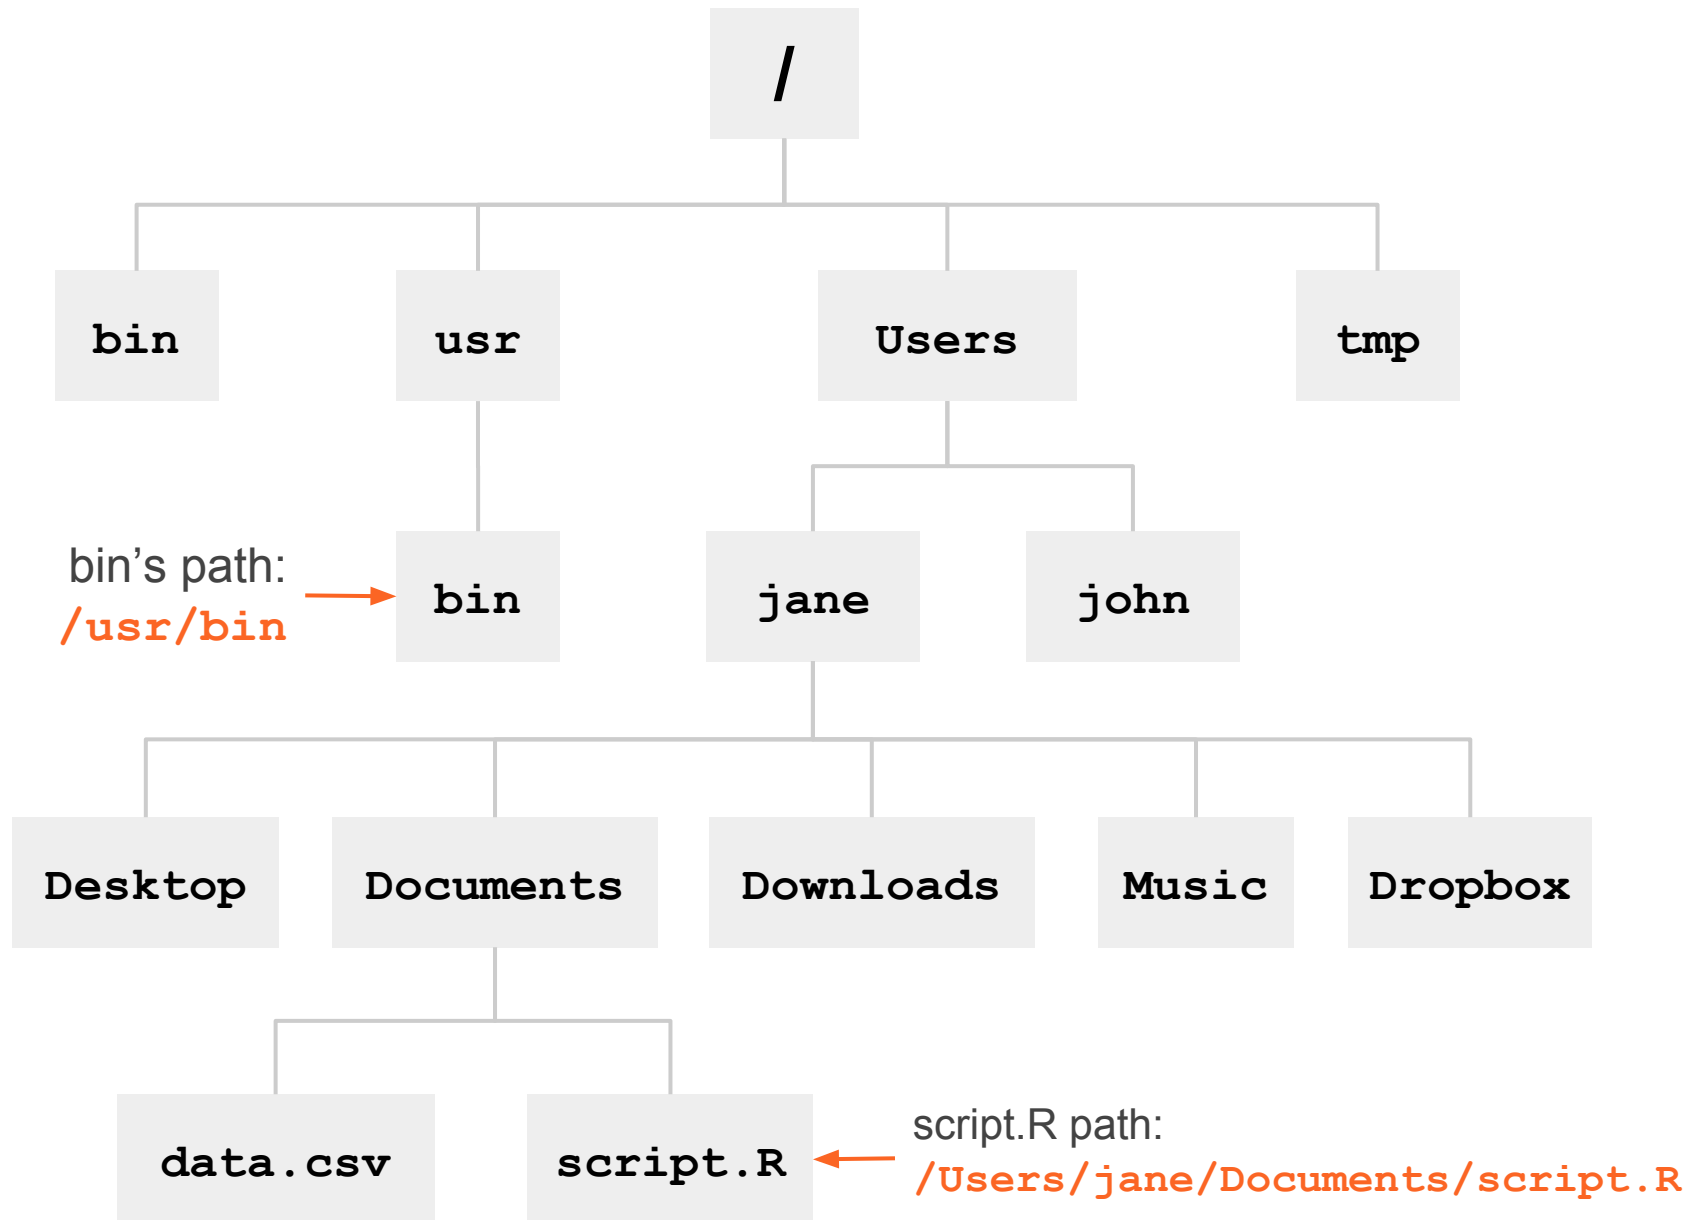 /
bin
usr
Users
tmp
bin’s path:
/usr/bin
bin
jane
john
Desktop
Documents
Downloads
Music
Dropbox
data.csv
script.R
script.R path:
/Users/jane/Documents/script.R